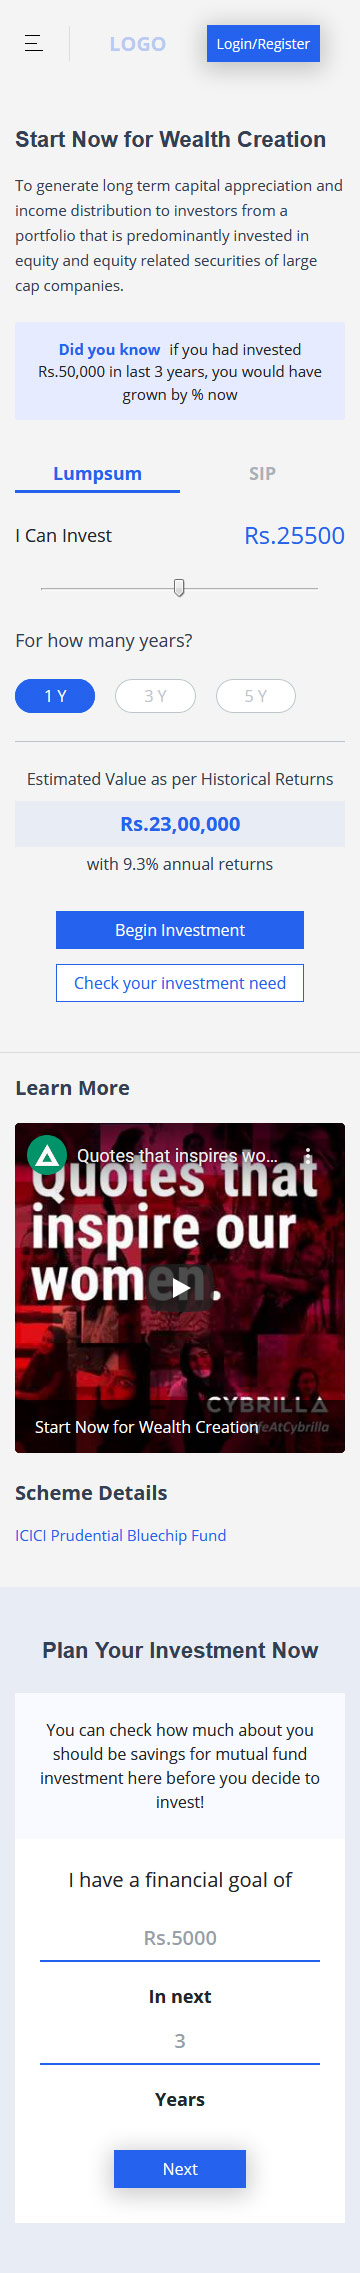 LOGO
Login/Register
Start Now for Wealth Creation
To generate long term capital appreciation and
income distribution to investors from a
portfolio that is predominantly invested in
equity and equity related securities of large
cap companies.
Did you know if you had invested
Rs.50,000 in last 3 years, you would have
grown by % now
Lumpsum
SIP
I Can Invest
Rs.25500
For how many years?
1 Y
3 Y
5 Y
Estimated Value as per Historical Returns
Rs.23,00,000
with 9.3% annual returns
Begin Investment
Check your investment need
Learn More
Quotes that inspires wo...
Quotes that
inspire our
women.
CYBRILLA
Start Now for Wealth Creation
#LifeAtCybrilla
Scheme Details
ICICI Prudential Bluechip Fund
Plan Your Investment Now
You can check how much about you
should be savings for mutual fund
investment here before you decide to
invest!
I have a financial goal of
Rs.5000
In next
3
Years
Next